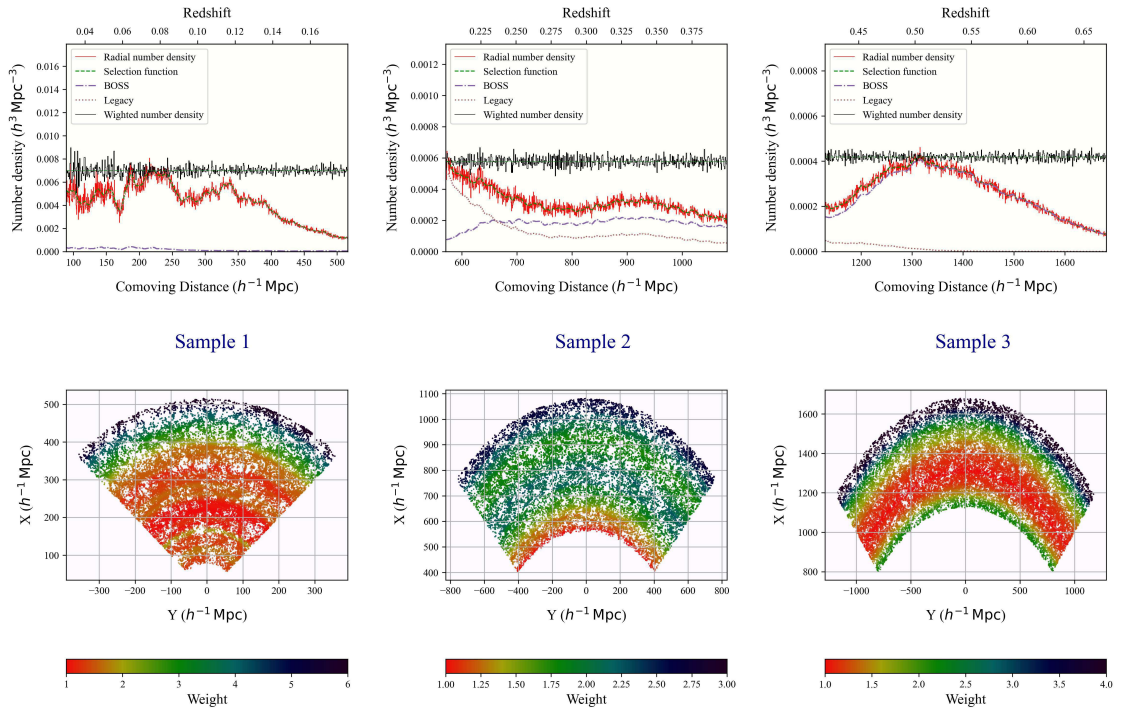 Redshift
0.04 0.06 0.08 0.10 0.12 0.14 0.16
Number density (h³ Mpc⁻³)
0.016
0.014
0.012
0.010
0.008
0.006
0.004
0.002
0.000
Radial number density
Selection function
BOSS
Legacy
Wighted number density
100 150 200 250 300 350 400 450 500
Comoving Distance (h⁻¹ Mpc)
Redshift
0.225 0.250 0.275 0.300 0.325 0.350 0.375
Number density (h³ Mpc⁻³)
0.0012
0.0010
0.0008
0.0006
0.0004
0.0002
0.0000
Radial number density
Selection function
BOSS
Legacy
Wighted number density
600 700 800 900 1000
Comoving Distance (h⁻¹ Mpc)
Redshift
0.45 0.50 0.55 0.60 0.65
Number density (h³ Mpc⁻³)
0.0008
0.0006
0.0004
0.0002
0.0000
Radial number density
Selection function
BOSS
Legacy
Wighted number density
1200 1300 1400 1500 1600
Comoving Distance (h⁻¹ Mpc)
Sample 1
Sample 2
Sample 3
X (h⁻¹ Mpc)
500
400
300
200
100
−300 −200 −100 0 100 200 300
Y (h⁻¹ Mpc)
X (h⁻¹ Mpc)
1100
1000
900
800
700
600
500
400
−800 −600 −400 −200 0 200 400 600 800
Y (h⁻¹ Mpc)
X (h⁻¹ Mpc)
1600
1400
1200
1000
800
−1000 −500 0 500 1000
Y (h⁻¹ Mpc)
1 2 3 4 5 6
Weight
1.00 1.25 1.50 1.75 2.00 2.25 2.50 2.75 3.00
Weight
1.0 1.5 2.0 2.5 3.0 3.5 4.0
Weight